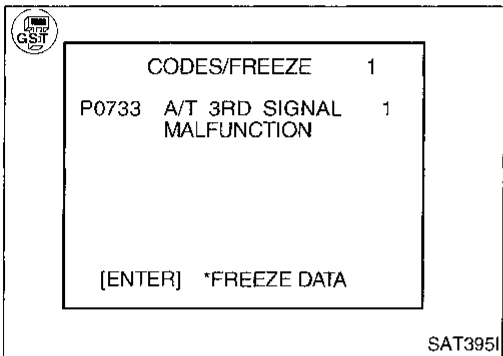 GST
CODES/FREEZE 1
P0733 A/T 3RD SIGNAL 1
MALFUNCTION
[ENTER] *FREEZE DATA
SAT395I